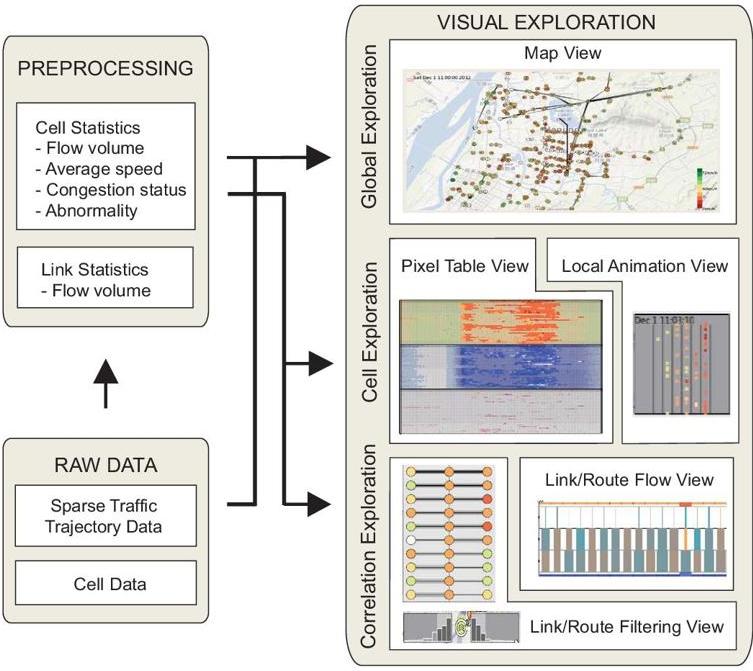 PREPROCESSING
Cell Statistics
- Flow volume
- Average speed
- Congestion status
- Abnormality
Link Statistics
- Flow volume
RAW DATA
Sparse Traffic
Trajectory Data
Cell Data
VISUAL EXPLORATION
Global Exploration
Map View
Sat Dec 1 11:00:00 2012
Cell Exploration
Pixel Table View
Local Animation View
Dec 1 11:03:10
Correlation Exploration
Link/Route Flow View
Link/Route Filtering View